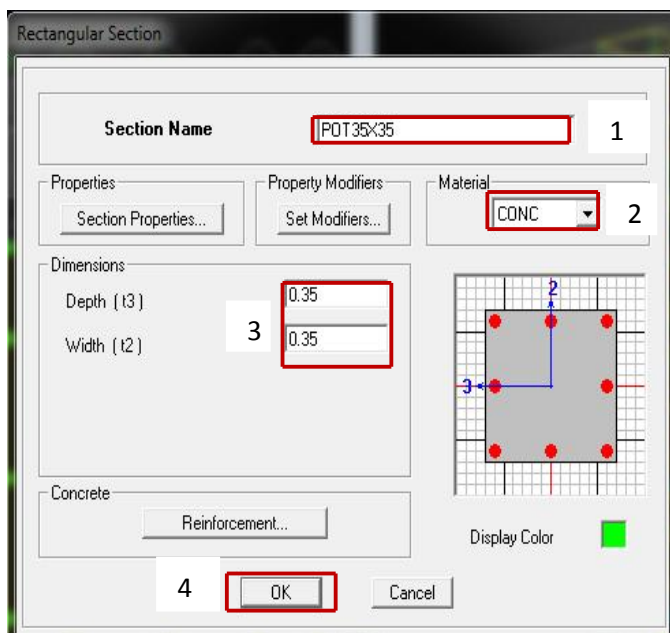 Rectangular Section
Section Name
POT35X35
1
Properties
Property Modifiers
Material
Section Properties...
Set Modifiers...
CONC
2
Dimensions
Depth ( t3 )
0.35
Width ( t2 )
0.35
3
2
3
Concrete
Reinforcement...
Display Color
4
OK
Cancel